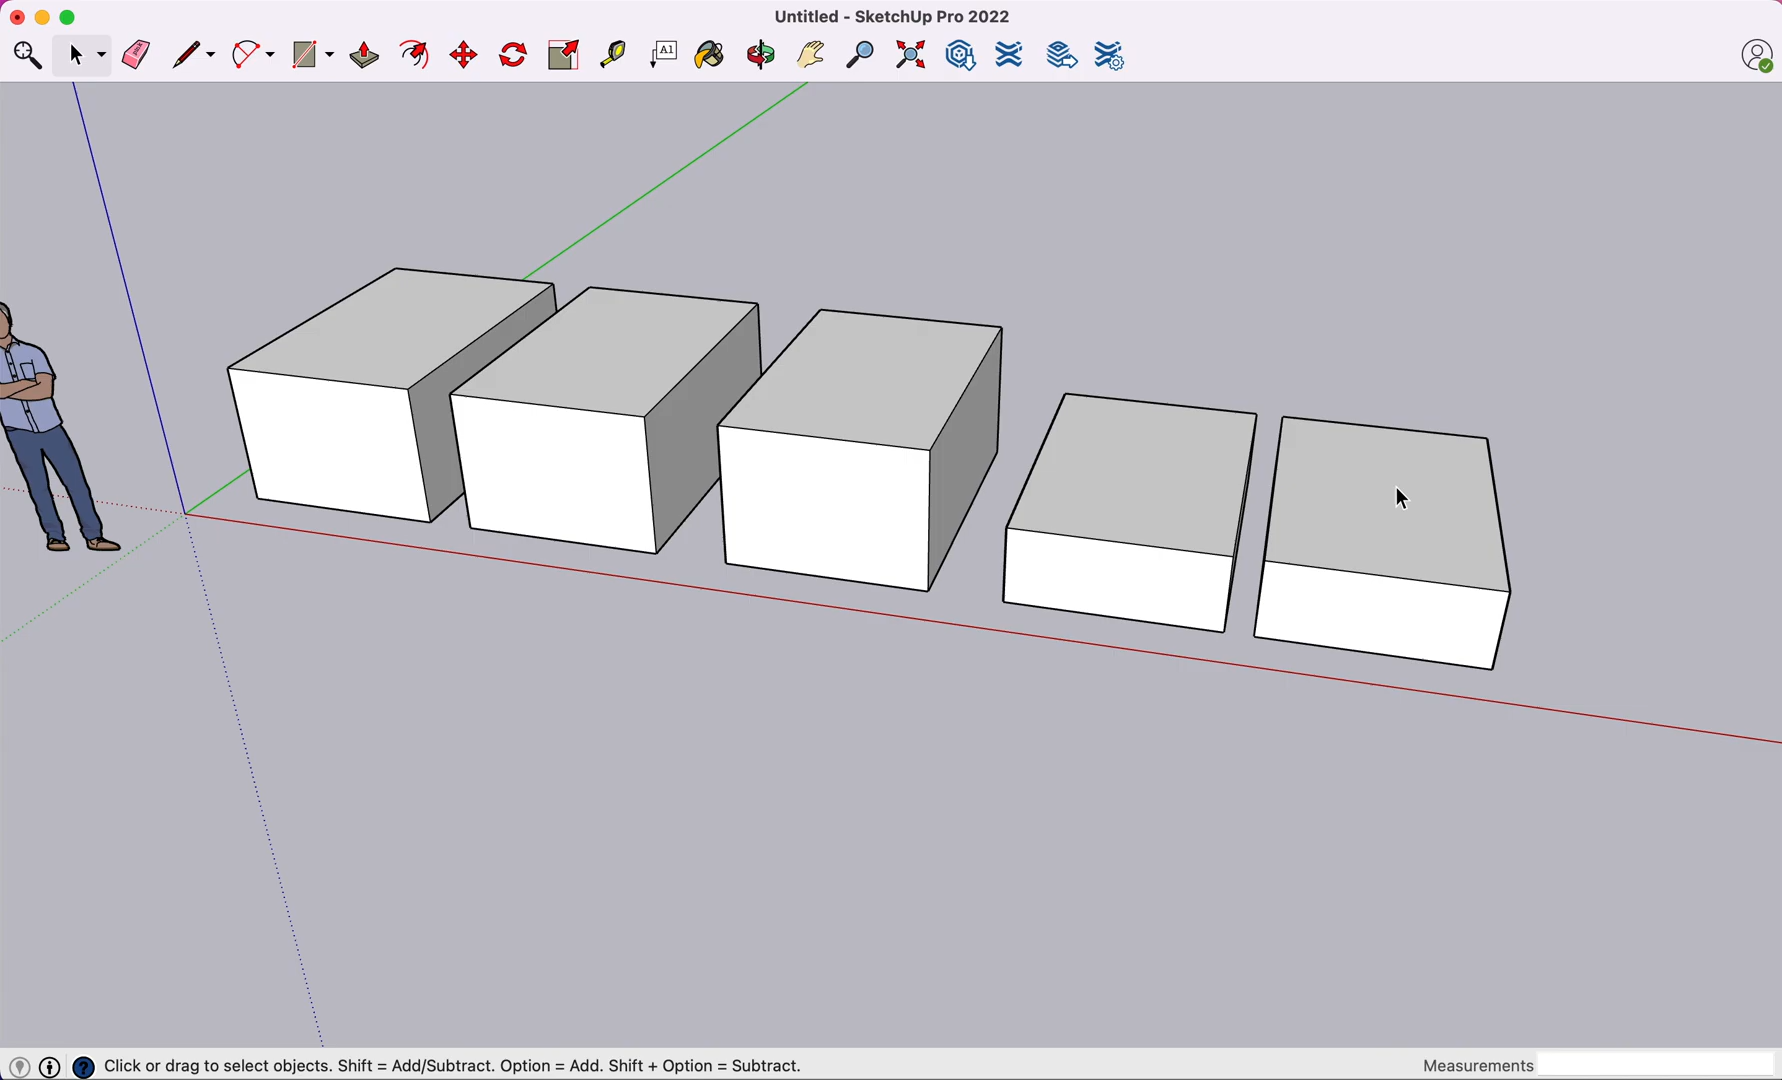 Untitled - SketchUp Pro 2022
A1
Click or drag to select objects. Shift = Add/Subtract. Option = Add. Shift + Option = Subtract.
Measurements